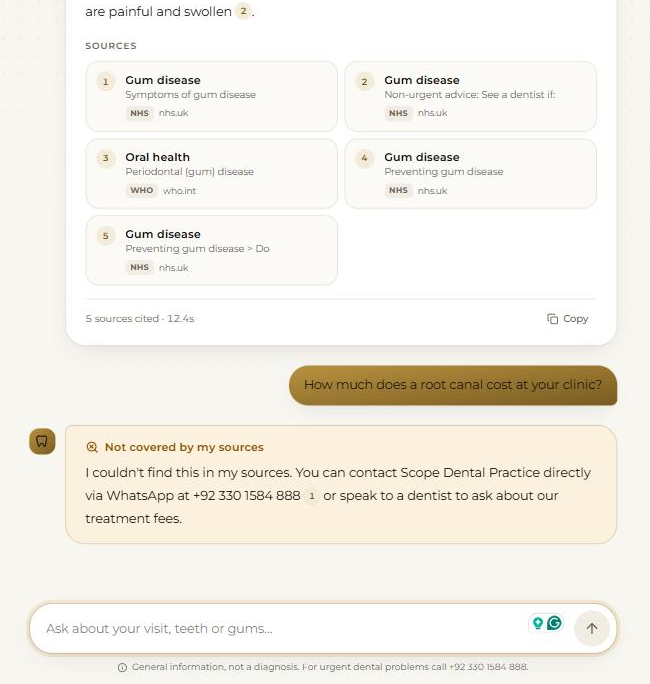 are painful and swollen 2 .
SOURCES
1 Gum disease
Symptoms of gum disease
NHS nhs.uk
2 Gum disease
Non-urgent advice: See a dentist if:
NHS nhs.uk
3 Oral health
Periodontal (gum) disease
WHO who.int
4 Gum disease
Preventing gum disease
NHS nhs.uk
5 Gum disease
Preventing gum disease > Do
NHS nhs.uk
5 sources cited · 12.4s
Copy
How much does a root canal cost at your clinic?
Not covered by my sources
I couldn't find this in my sources. You can contact Scope Dental Practice directly
via WhatsApp at +92 330 1584 888 1 or speak to a dentist to ask about our
treatment fees.
Ask about your visit, teeth or gums...
General information, not a diagnosis. For urgent dental problems call +92 330 1584 888.